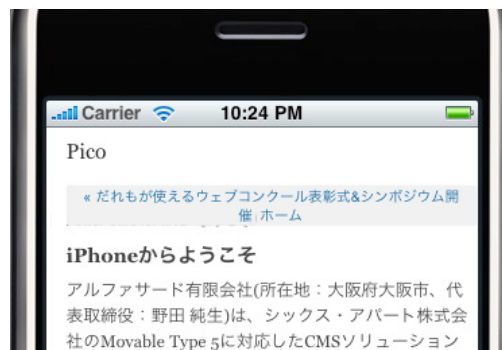 Carrier 10:24 PM
Pico
« だれもが使えるウェブコンクール表彰式&シンポジウム開
催|ホーム
iPhoneからようこそ
アルファサード有限会社(所在地：大阪府大阪市、代
表取締役：野田 純生)は、シックス・アパート株式会
社のMovable Type 5に対応したCMSソリューション